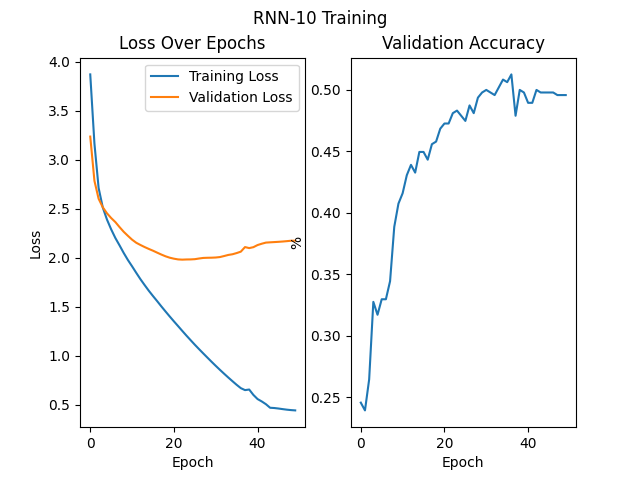 RNN-10 Training
Loss Over Epochs
Validation Accuracy
Training Loss
Validation Loss
4.0
3.5
3.0
2.5
2.0
1.5
1.0
0.5
Loss
0 20 40
Epoch
%
0.50
0.45
0.40
0.35
0.30
0.25
0 20 40
Epoch